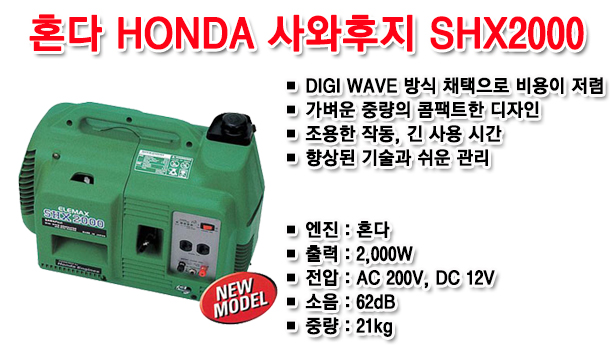 혼다 HONDA 사와후지 SHX2000
■ DIGI WAVE 방식 채택으로 비용이 저렴
■ 가벼운 중량의 콤팩트한 디자인
■ 조용한 작동, 긴 사용 시간
■ 향상된 기술과 쉬운 관리
ELEMAX
SHX2000
Honda Engine
NEW
MODEL
■ 엔진 : 혼다
■ 출력 : 2,000W
■ 전압 : AC 200V, DC 12V
■ 소음 : 62dB
■ 중량 : 21kg